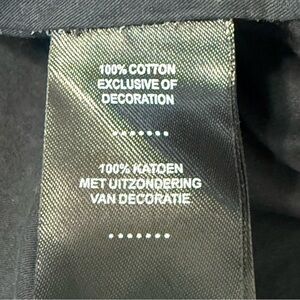 100% COTTON
EXCLUSIVE OF
DECORATION
.......
100% KATOEN
MET UITZONDERING
VAN DECORATIE
.......